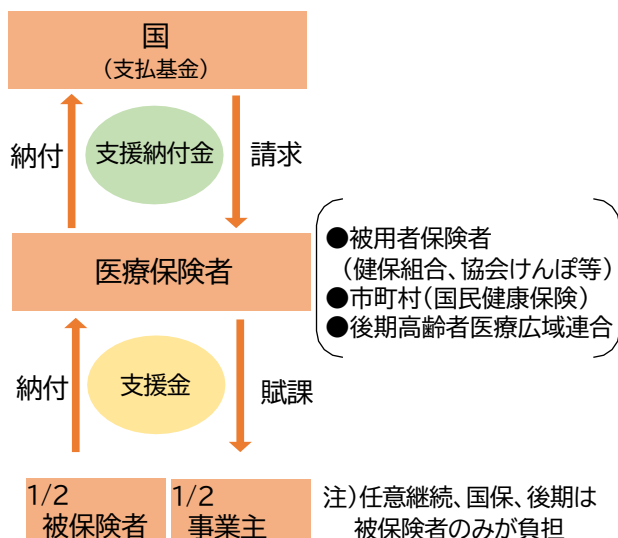 国
（支払基金）
納付
支援納付金
請求
医療保険者
●被用者保険者
（健保組合、協会けんぽ等）
●市町村（国民健康保険）
●後期高齢者医療広域連合
納付
支援金
賦課
1/2
被保険者
1/2
事業主
注）任意継続、国保、後期は
被保険者のみが負担